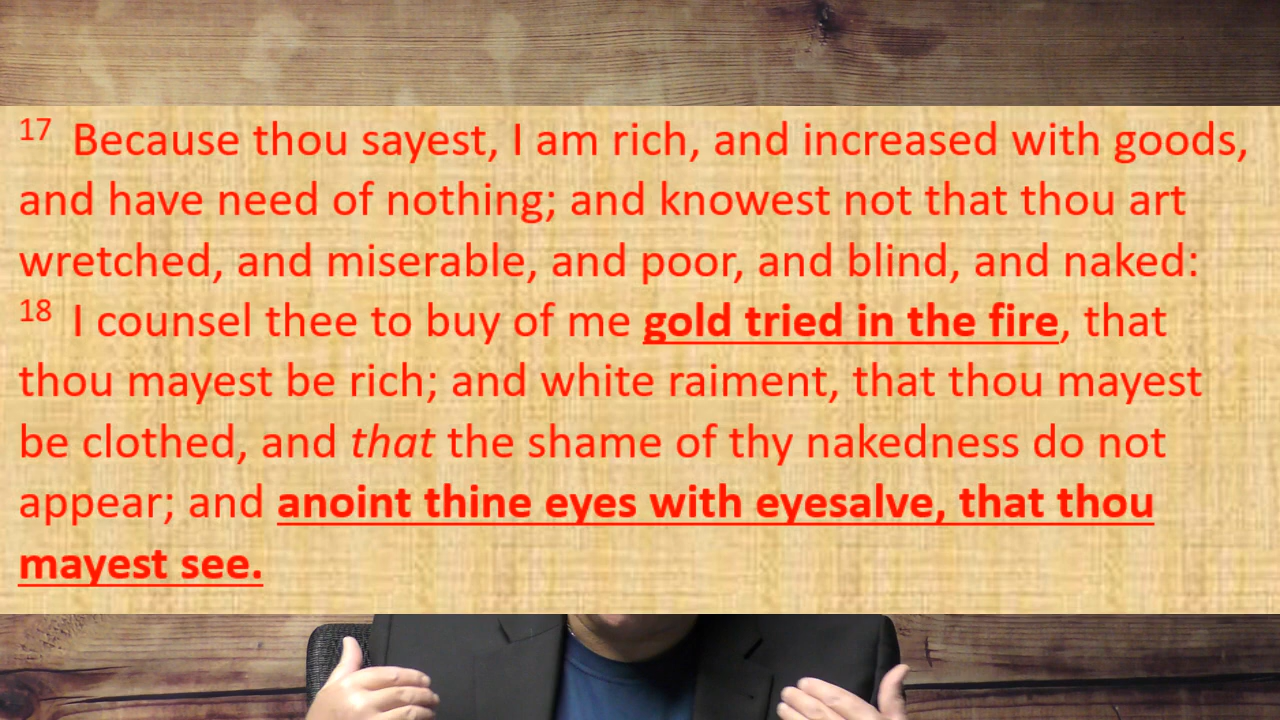 17 Because thou sayest, I am rich, and increased with goods,
and have need of nothing; and knowest not that thou art
wretched, and miserable, and poor, and blind, and naked:
18 I counsel thee to buy of me gold tried in the fire, that
thou mayest be rich; and white raiment, that thou mayest
be clothed, and that the shame of thy nakedness do not
appear; and anoint thine eyes with eyesalve, that thou
mayest see.